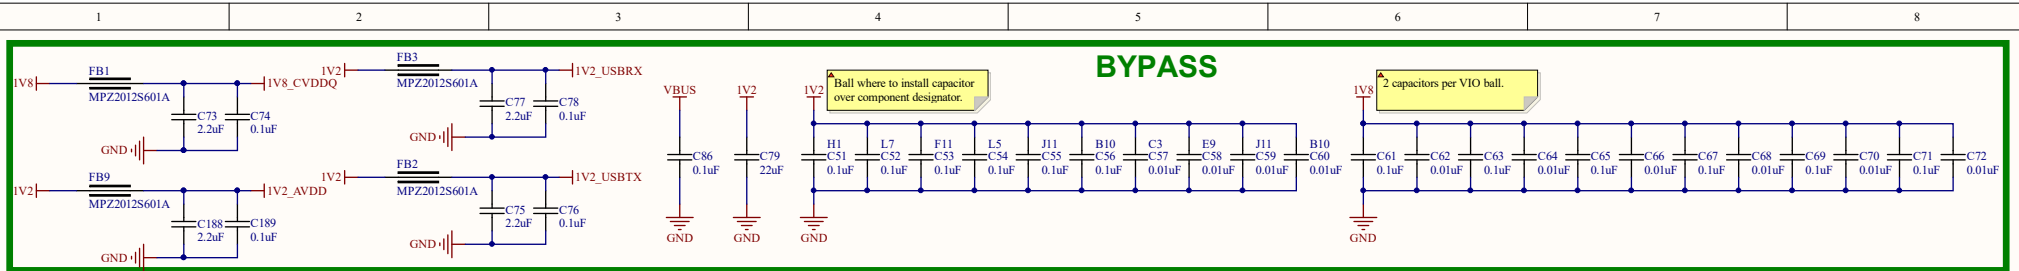 1 2 3 4 5 6 7 8
BYPASS
1V8
FB1
MPZ2012S601A
1V8_CVDDQ
C73
2.2uF
C74
0.1uF
GND
1V2
FB9
MPZ2012S601A
1V2_AVDD
C188
2.2uF
C189
0.1uF
GND
1V2
FB3
MPZ2012S601A
1V2_USBRX
C77
2.2uF
C78
0.1uF
GND
1V2
FB2
MPZ2012S601A
1V2_USBTX
C75
2.2uF
C76
0.1uF
GND
VBUS
C86
0.1uF
GND
1V2
C79
22uF
GND
1V2
Ball where to install capacitor
over component designator.
H1
C51
0.1uF
L7
C52
0.1uF
F11
C53
0.1uF
L5
C54
0.1uF
J11
C55
0.1uF
B10
C56
0.1uF
C3
C57
0.01uF
E9
C58
0.01uF
J11
C59
0.01uF
B10
C60
0.01uF
GND
1V8
2 capacitors per VIO ball.
C61
0.1uF
C62
0.01uF
C63
0.1uF
C64
0.01uF
C65
0.1uF
C66
0.01uF
C67
0.1uF
C68
0.01uF
C69
0.1uF
C70
0.01uF
C71
0.1uF
C72
0.01uF
GND